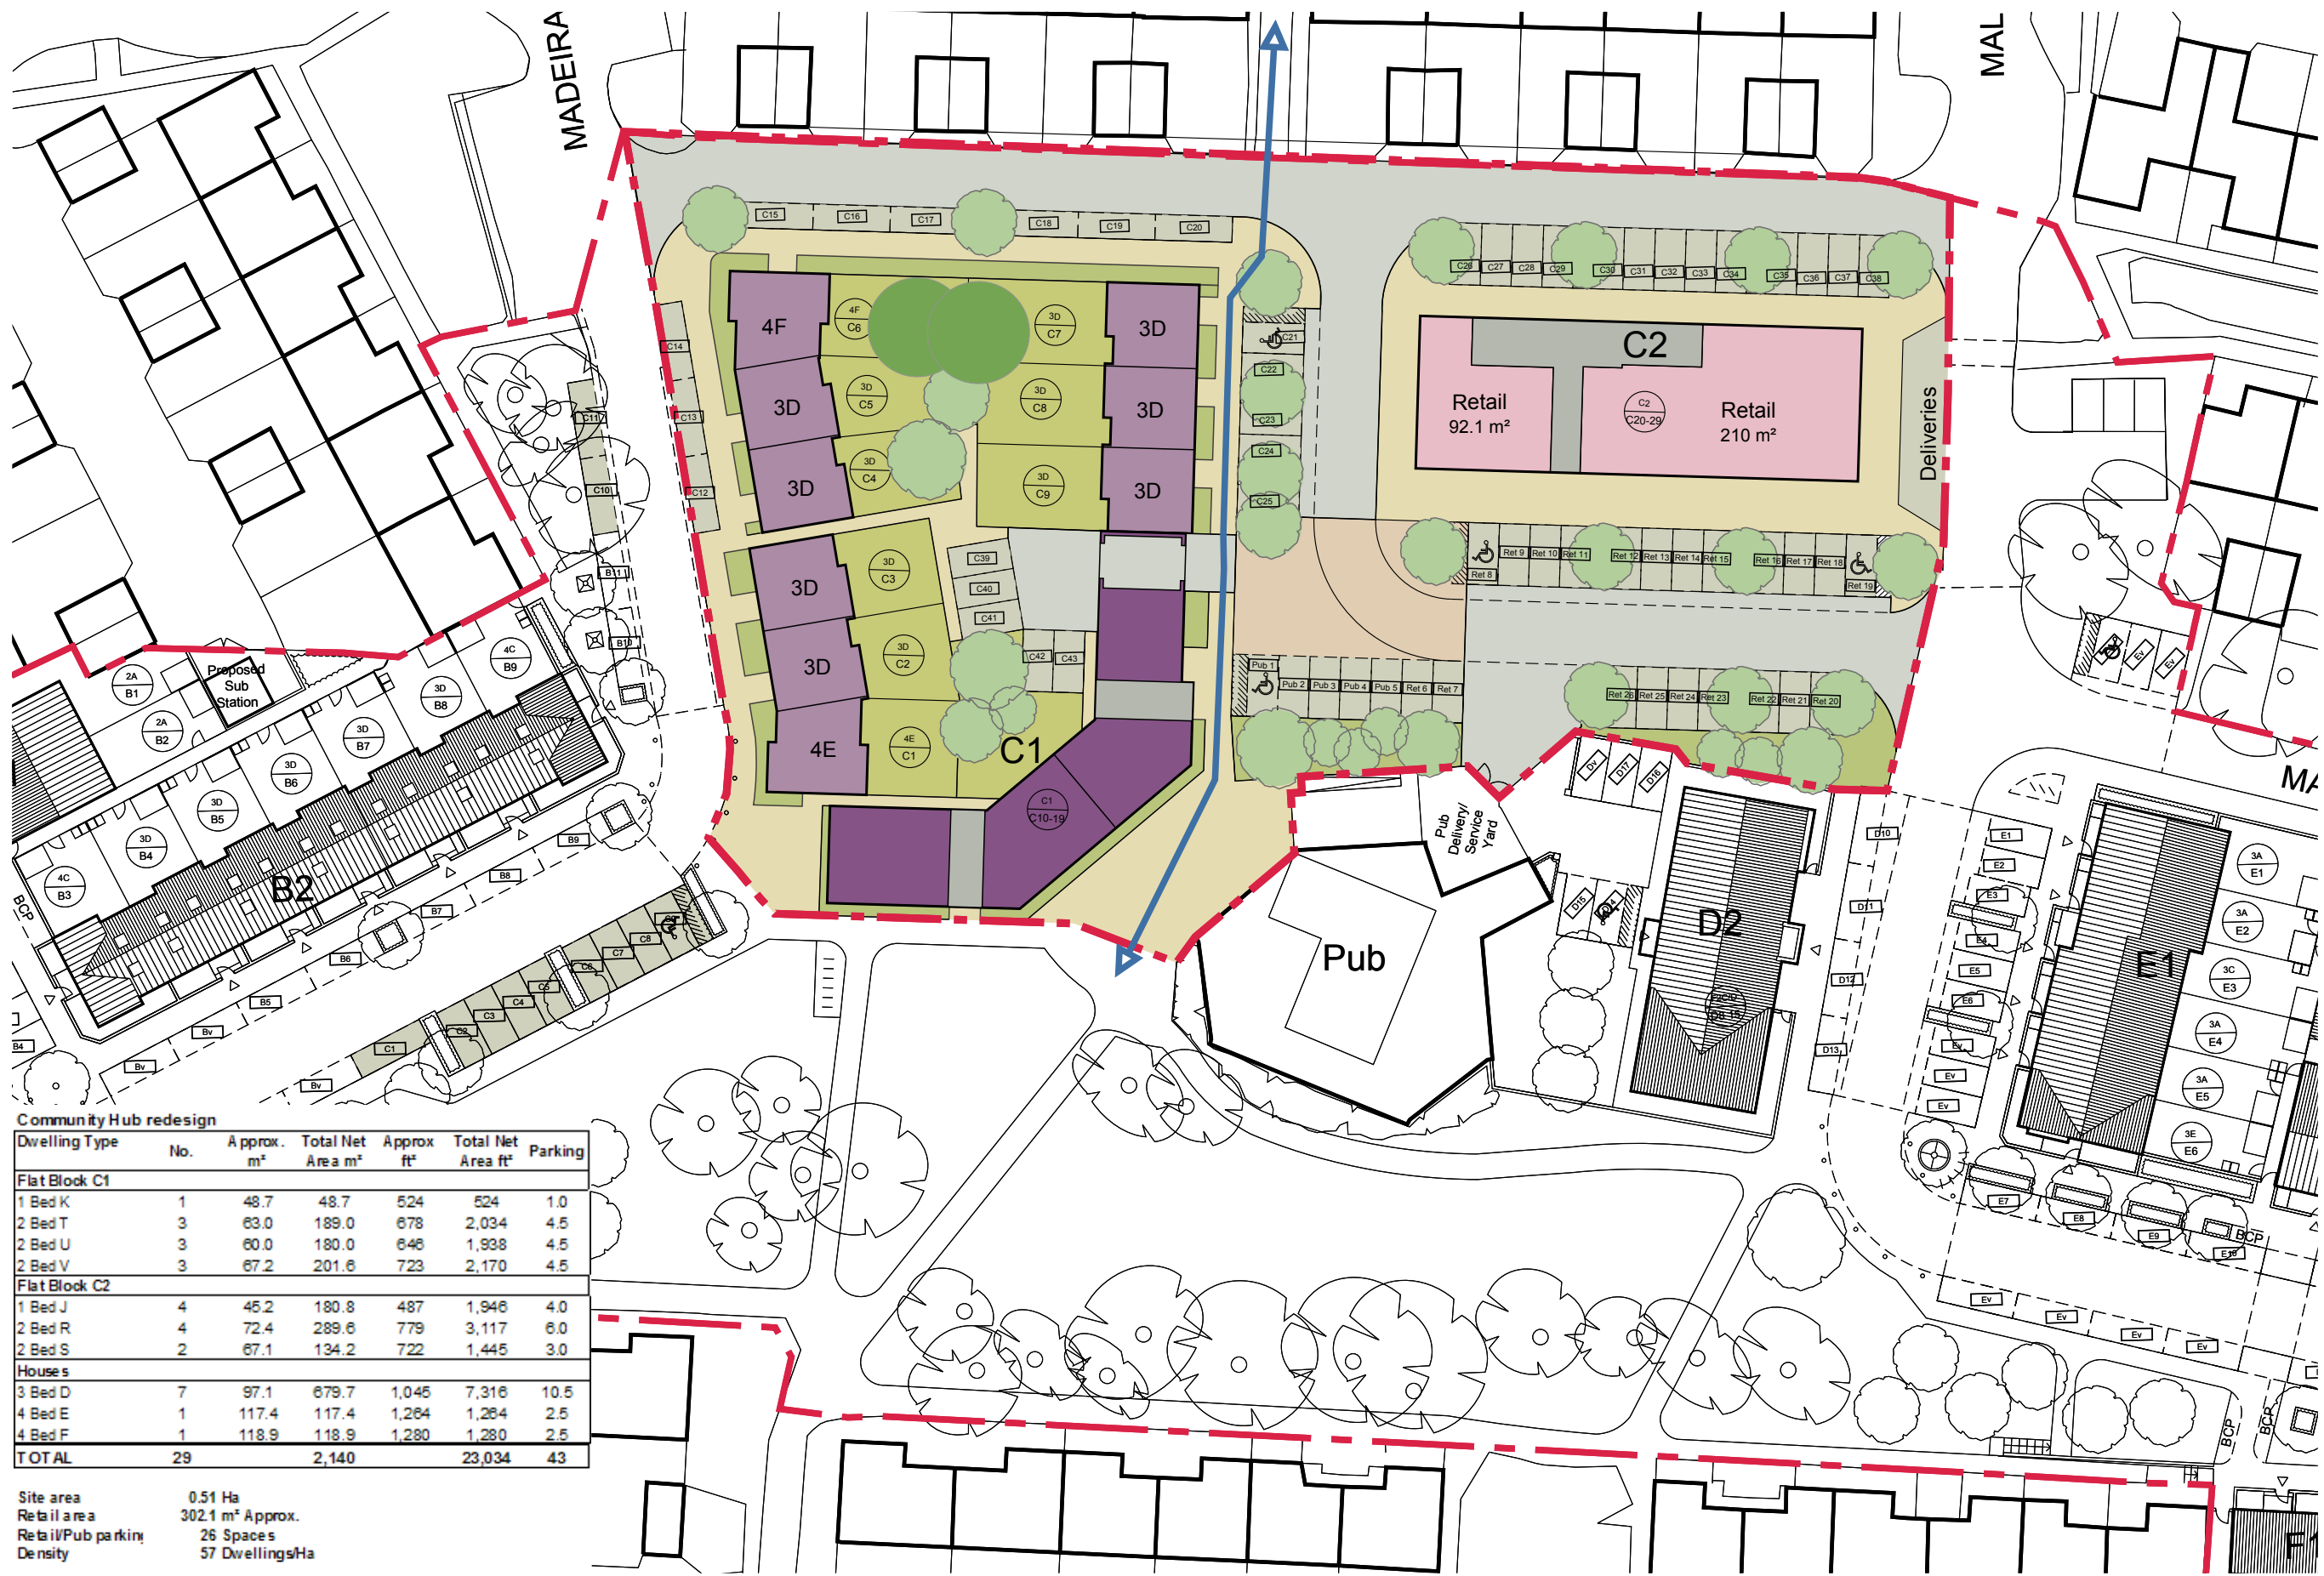 MADEIRA
MAL
C15 C16 C17 C18 C19 C20
C26 C27 C28 C29 C30 C31 C32 C33 C34 C35 C36 C37 C38
4F
4F
C6
3D
C7
3D
C21
C2
C14
C22
3D
3D
C5
3D
C8
3D
C13
C23
Retail
92.1 m²
C2
C20-29
Retail
210 m²
Deliveries
C11
C24
3D
3D
C4
3D
C9
3D
C12
C10
C25
C39
C40
C41
C42
C43
3D
3D
C3
3D
3D
C2
4E
4E
C1
C1
C1
C10-19
Ret 8
Ret 9 Ret 10 Ret 11 Ret 12 Ret 13 Ret 14 Ret 15 Ret 16 Ret 17 Ret 18
Ret 19
Pub 1
Pub 2 Pub 3 Pub 4 Pub 5 Ret 6 Ret 7
Ret 26 Ret 25 Ret 24 Ret 23 Ret 22 Ret 21 Ret 20
B11
B10
Ev Ev
2A
B1
2A
B2
Proposed
Sub
Station
4C
B9
3D
B8
3D
B7
3D
B6
3D
B5
3D
B4
4C
B3
BCP
B2
B9
B8
B7
B6
B5
Bv
Bv
Bv
B4
C8
C7
C6
C5
C4
C3
C2
C1
Pub
Delivery/
Service
Yard
Pub
Dv D17 D16
D15 D14
D2
D10
D11
D12
D13
MA
E1
E2
E3
E4
E5
E6
Ev
Ev
Ev
E1
3A
E1
3A
E2
3C
E3
3A
E4
3A
E5
3E
E6
E7
E8
E9
E10
BCP
Ev
Ev
Ev
Ev
BCP
BCP
F1
Community Hub redesign
Dwelling Type No. Approx. m² Total Net Area m² Approx ft² Total Net Area ft² Parking
Flat Block C1
1 Bed K 1 48.7 48.7 524 524 1.0
2 Bed T 3 63.0 189.0 678 2,034 4.5
2 Bed U 3 60.0 180.0 646 1,938 4.5
2 Bed V 3 67.2 201.6 723 2,170 4.5
Flat Block C2
1 Bed J 4 45.2 180.8 487 1,946 4.0
2 Bed R 4 72.4 289.6 779 3,117 6.0
2 Bed S 2 67.1 134.2 722 1,445 3.0
Houses
3 Bed D 7 97.1 679.7 1,045 7,316 10.5
4 Bed E 1 117.4 117.4 1,264 1,264 2.5
4 Bed F 1 118.9 118.9 1,280 1,280 2.5
TOTAL 29 2,140 23,034 43
Site area 0.51 Ha
Retail area 302.1 m² Approx.
Retail/Pub parking 26 Spaces
Density 57 Dwellings/Ha